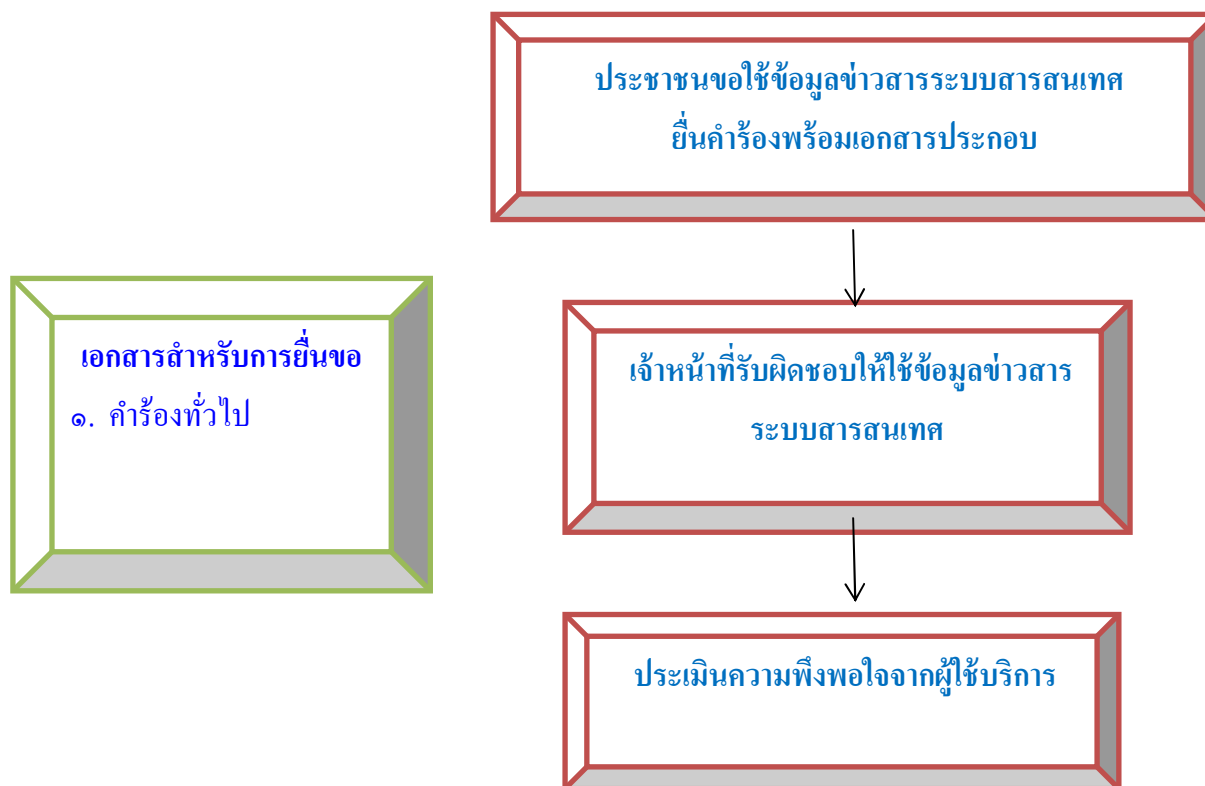 ประชาชนขอใช้ข้อมูลข่าวสารระบบสารสนเทศ
ยื่นคำร้องพร้อมเอกสารประกอบ
เอกสารสำหรับการยื่นขอ
๑. คำร้องทั่วไป
เจ้าหน้าที่รับผิดชอบให้ใช้ข้อมูลข่าวสาร
ระบบสารสนเทศ
ประเมินความพึงพอใจจากผู้ใช้บริการ